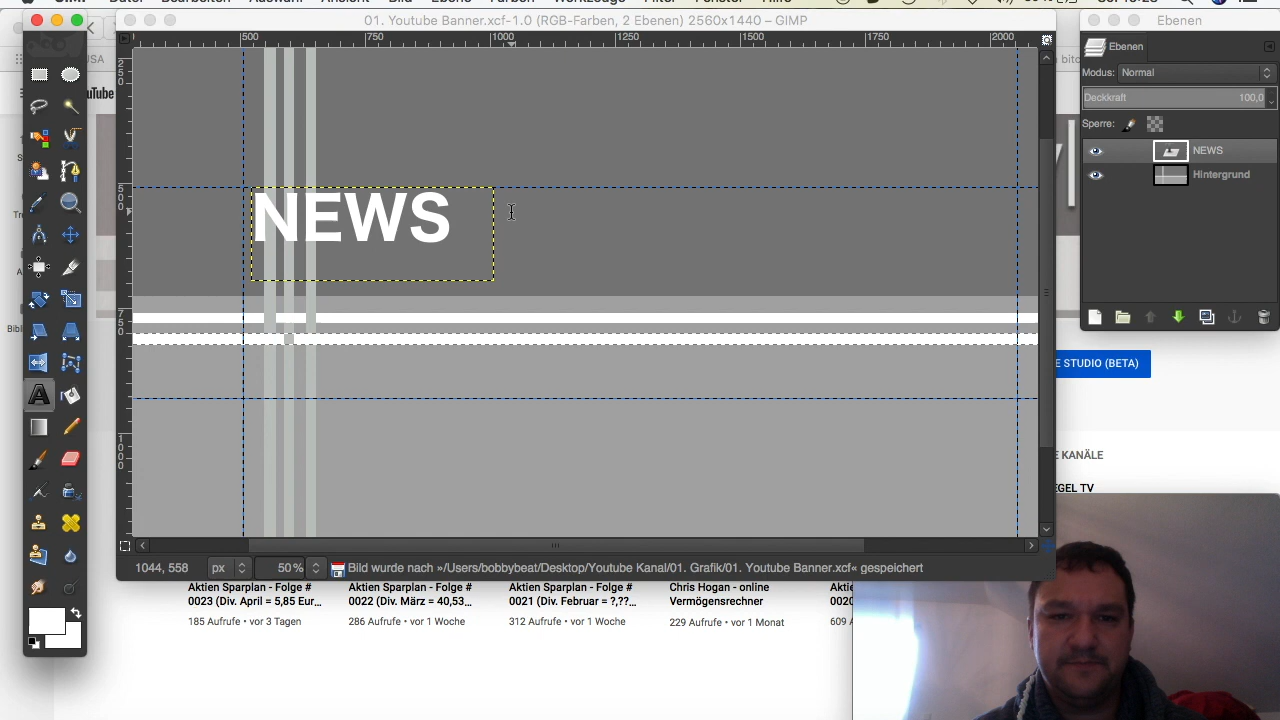 01. Youtube Banner.xcf-1.0 (RGB-Farben, 2 Ebenen) 2560x1440 – GIMP
Ebenen
500 750 1000 1250 1500 1750 2000
Ebenen
Modus: Normal
Deckkraft 100,0
Sperre:
NEWS
Hintergrund
NEWS
250
500
750
1000
E STUDIO (BETA)
E KANÄLE
EGEL TV
1044, 558 px 50 % Bild wurde nach »/Users/bobbybeat/Desktop/Youtube Kanal/01. Grafik/01. Youtube Banner.xcf« gespeichert
Aktien Sparplan - Folge #
0023 (Div. April = 5,85 Eur...
185 Aufrufe • vor 3 Tagen
Aktien Sparplan - Folge #
0022 (Div. März = 40,53...
286 Aufrufe • vor 1 Woche
Aktien Sparplan - Folge #
0021 (Div. Februar = ?,??...
312 Aufrufe • vor 1 Woche
Chris Hogan - online
Vermögensrechner
229 Aufrufe • vor 1 Monat